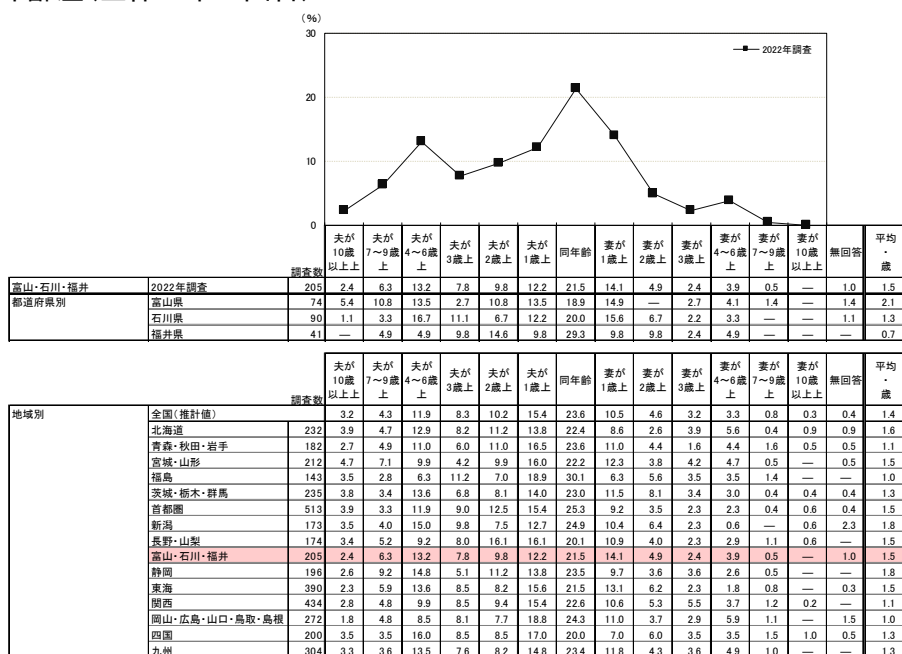 (%)
30
2022年調査
20
10
0
調査数 夫が10歳以上上 夫が7〜9歳上 夫が4〜6歳上 夫が3歳上 夫が2歳上 夫が1歳上 同年齢 妻が1歳上 妻が2歳上 妻が3歳上 妻が4〜6歳上 妻が7〜9歳上 妻が10歳以上上 無回答 平均・歳
富山・石川・福井 2022年調査 205 2.4 6.3 13.2 7.8 9.8 12.2 21.5 14.1 4.9 2.4 3.9 0.5 — 1.0 1.5
都道府県別 富山県 74 5.4 10.8 13.5 2.7 10.8 13.5 18.9 14.9 — 2.7 4.1 1.4 — 1.4 2.1
石川県 90 1.1 3.3 16.7 11.1 6.7 12.2 20.0 15.6 6.7 2.2 3.3 — — 1.1 1.3
福井県 41 — 4.9 4.9 9.8 14.6 9.8 29.3 9.8 9.8 2.4 4.9 — — — 0.7
調査数 夫が10歳以上上 夫が7〜9歳上 夫が4〜6歳上 夫が3歳上 夫が2歳上 夫が1歳上 同年齢 妻が1歳上 妻が2歳上 妻が3歳上 妻が4〜6歳上 妻が7〜9歳上 妻が10歳以上上 無回答 平均・歳
地域別 全国(推計値) 3.2 4.3 11.9 8.3 10.2 15.4 23.6 10.5 4.6 3.2 3.3 0.8 0.3 0.4 1.4
北海道 232 3.9 4.7 12.9 8.2 11.2 13.8 22.4 8.6 2.6 3.9 5.6 0.4 0.9 0.9 1.6
青森・秋田・岩手 182 2.7 4.9 11.0 6.0 11.0 16.5 23.6 11.0 4.4 1.6 4.4 1.6 0.5 0.5 1.1
宮城・山形 212 4.7 7.1 9.9 4.2 9.9 16.0 22.2 12.3 3.8 4.2 4.7 0.5 — 0.5 1.5
福島 143 3.5 2.8 6.3 11.2 7.0 18.9 30.1 6.3 5.6 3.5 3.5 1.4 — — 1.0
茨城・栃木・群馬 235 3.8 3.4 13.6 6.8 8.1 14.0 23.0 11.5 8.1 3.4 3.0 0.4 0.4 0.4 1.3
首都圏 513 3.9 3.3 11.9 9.0 12.5 15.4 25.3 9.2 3.5 2.3 2.3 0.4 0.6 0.4 1.5
新潟 173 3.5 4.0 15.0 9.8 7.5 12.7 24.9 10.4 6.4 2.3 0.6 — 0.6 2.3 1.8
長野・山梨 174 3.4 5.2 9.2 8.0 16.1 16.1 20.1 10.9 4.0 2.3 2.9 1.1 0.6 — 1.5
富山・石川・福井 205 2.4 6.3 13.2 7.8 9.8 12.2 21.5 14.1 4.9 2.4 3.9 0.5 — 1.0 1.5
静岡 196 2.6 9.2 14.8 5.1 11.2 13.8 23.5 9.7 3.6 3.6 2.6 0.5 — — 1.8
東海 390 2.3 5.9 13.6 8.5 8.2 15.6 21.5 13.1 6.2 2.3 1.8 0.8 — 0.3 1.5
関西 434 2.8 4.8 9.9 8.5 9.4 15.4 22.6 10.6 5.3 5.5 3.7 1.2 0.2 — 1.1
岡山・広島・山口・鳥取・島根 272 1.8 4.8 8.5 8.1 7.7 18.8 24.3 11.0 3.7 2.9 5.9 1.1 — 1.5 1.0
四国 200 3.5 3.5 16.0 8.5 8.5 17.0 20.0 7.0 6.0 3.5 3.5 1.5 1.0 0.5 1.3
九州 304 3.3 3.6 13.5 7.6 8.2 14.8 23.4 11.8 4.3 3.6 4.9 1.0 — — 1.3